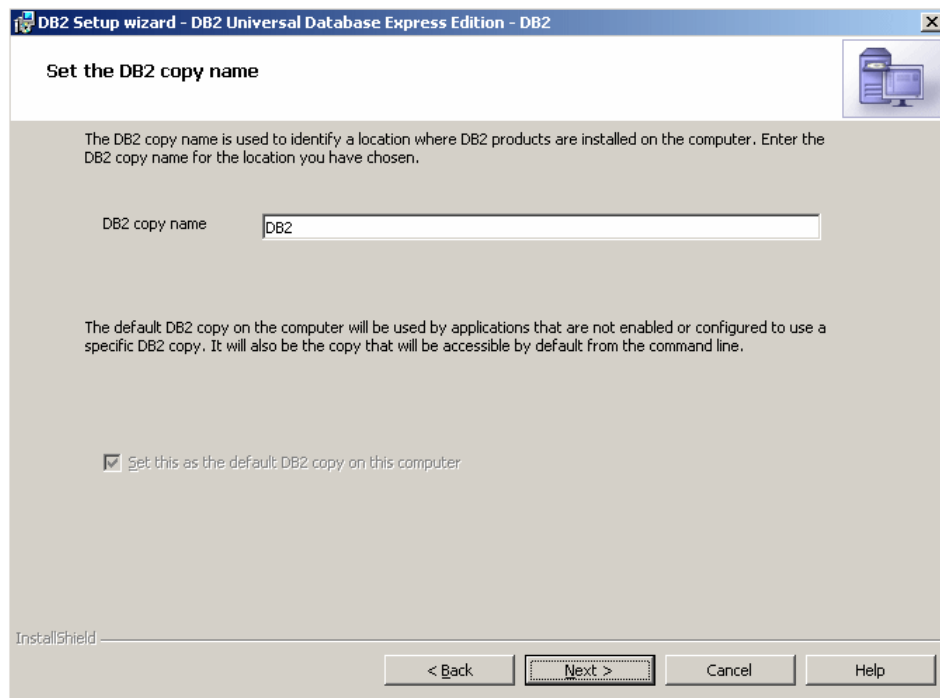 DB2 Setup wizard - DB2 Universal Database Express Edition - DB2
Set the DB2 copy name
The DB2 copy name is used to identify a location where DB2 products are installed on the computer. Enter the
DB2 copy name for the location you have chosen.
DB2 copy name
DB2
The default DB2 copy on the computer will be used by applications that are not enabled or configured to use a
specific DB2 copy. It will also be the copy that will be accessible by default from the command line.
Set this as the default DB2 copy on this computer
InstallShield
< Back
Next >
Cancel
Help